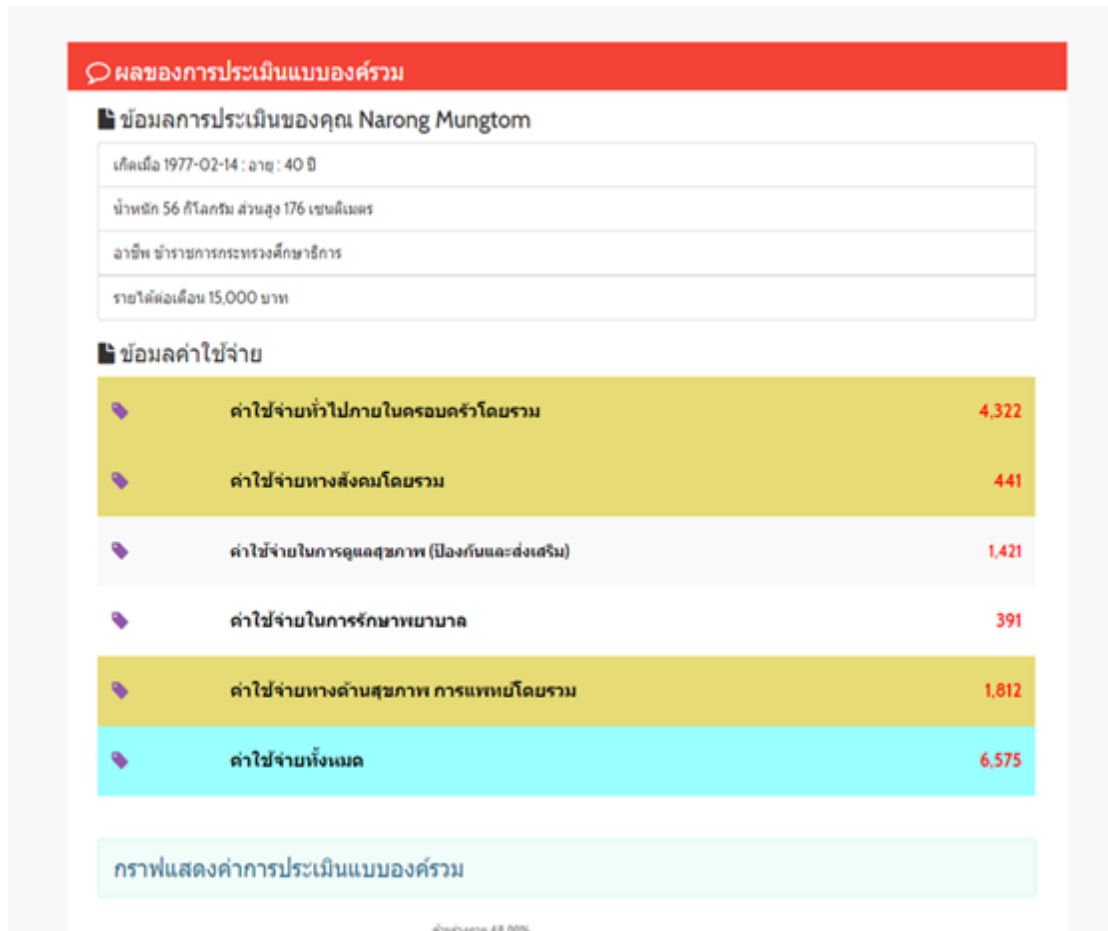 ผลของการประเมินแบบองค์รวม
ข้อมูลการประเมินของคุณ Narong Mungtom
เกิดเมื่อ 1977-02-14 : อายุ : 40 ปี
น้ำหนัก 56 กิโลกรัม ส่วนสูง 176 เซนติเมตร
อาชีพ ข้าราชการกระทรวงศึกษาธิการ
รายได้ต่อเดือน 15,000 บาท
ข้อมูลค่าใช้จ่าย
ค่าใช้จ่ายทั่วไปภายในครอบครัวโดยรวม 4,322
ค่าใช้จ่ายทางสังคมโดยรวม 441
ค่าใช้จ่ายในการดูแลสุขภาพ (ป้องกันและส่งเสริม) 1,421
ค่าใช้จ่ายในการรักษาพยาบาล 391
ค่าใช้จ่ายทางด้านสุขภาพ การแพทย์โดยรวม 1,812
ค่าใช้จ่ายทั้งหมด 6,575
กราฟแสดงค่าการประเมินแบบองค์รวม